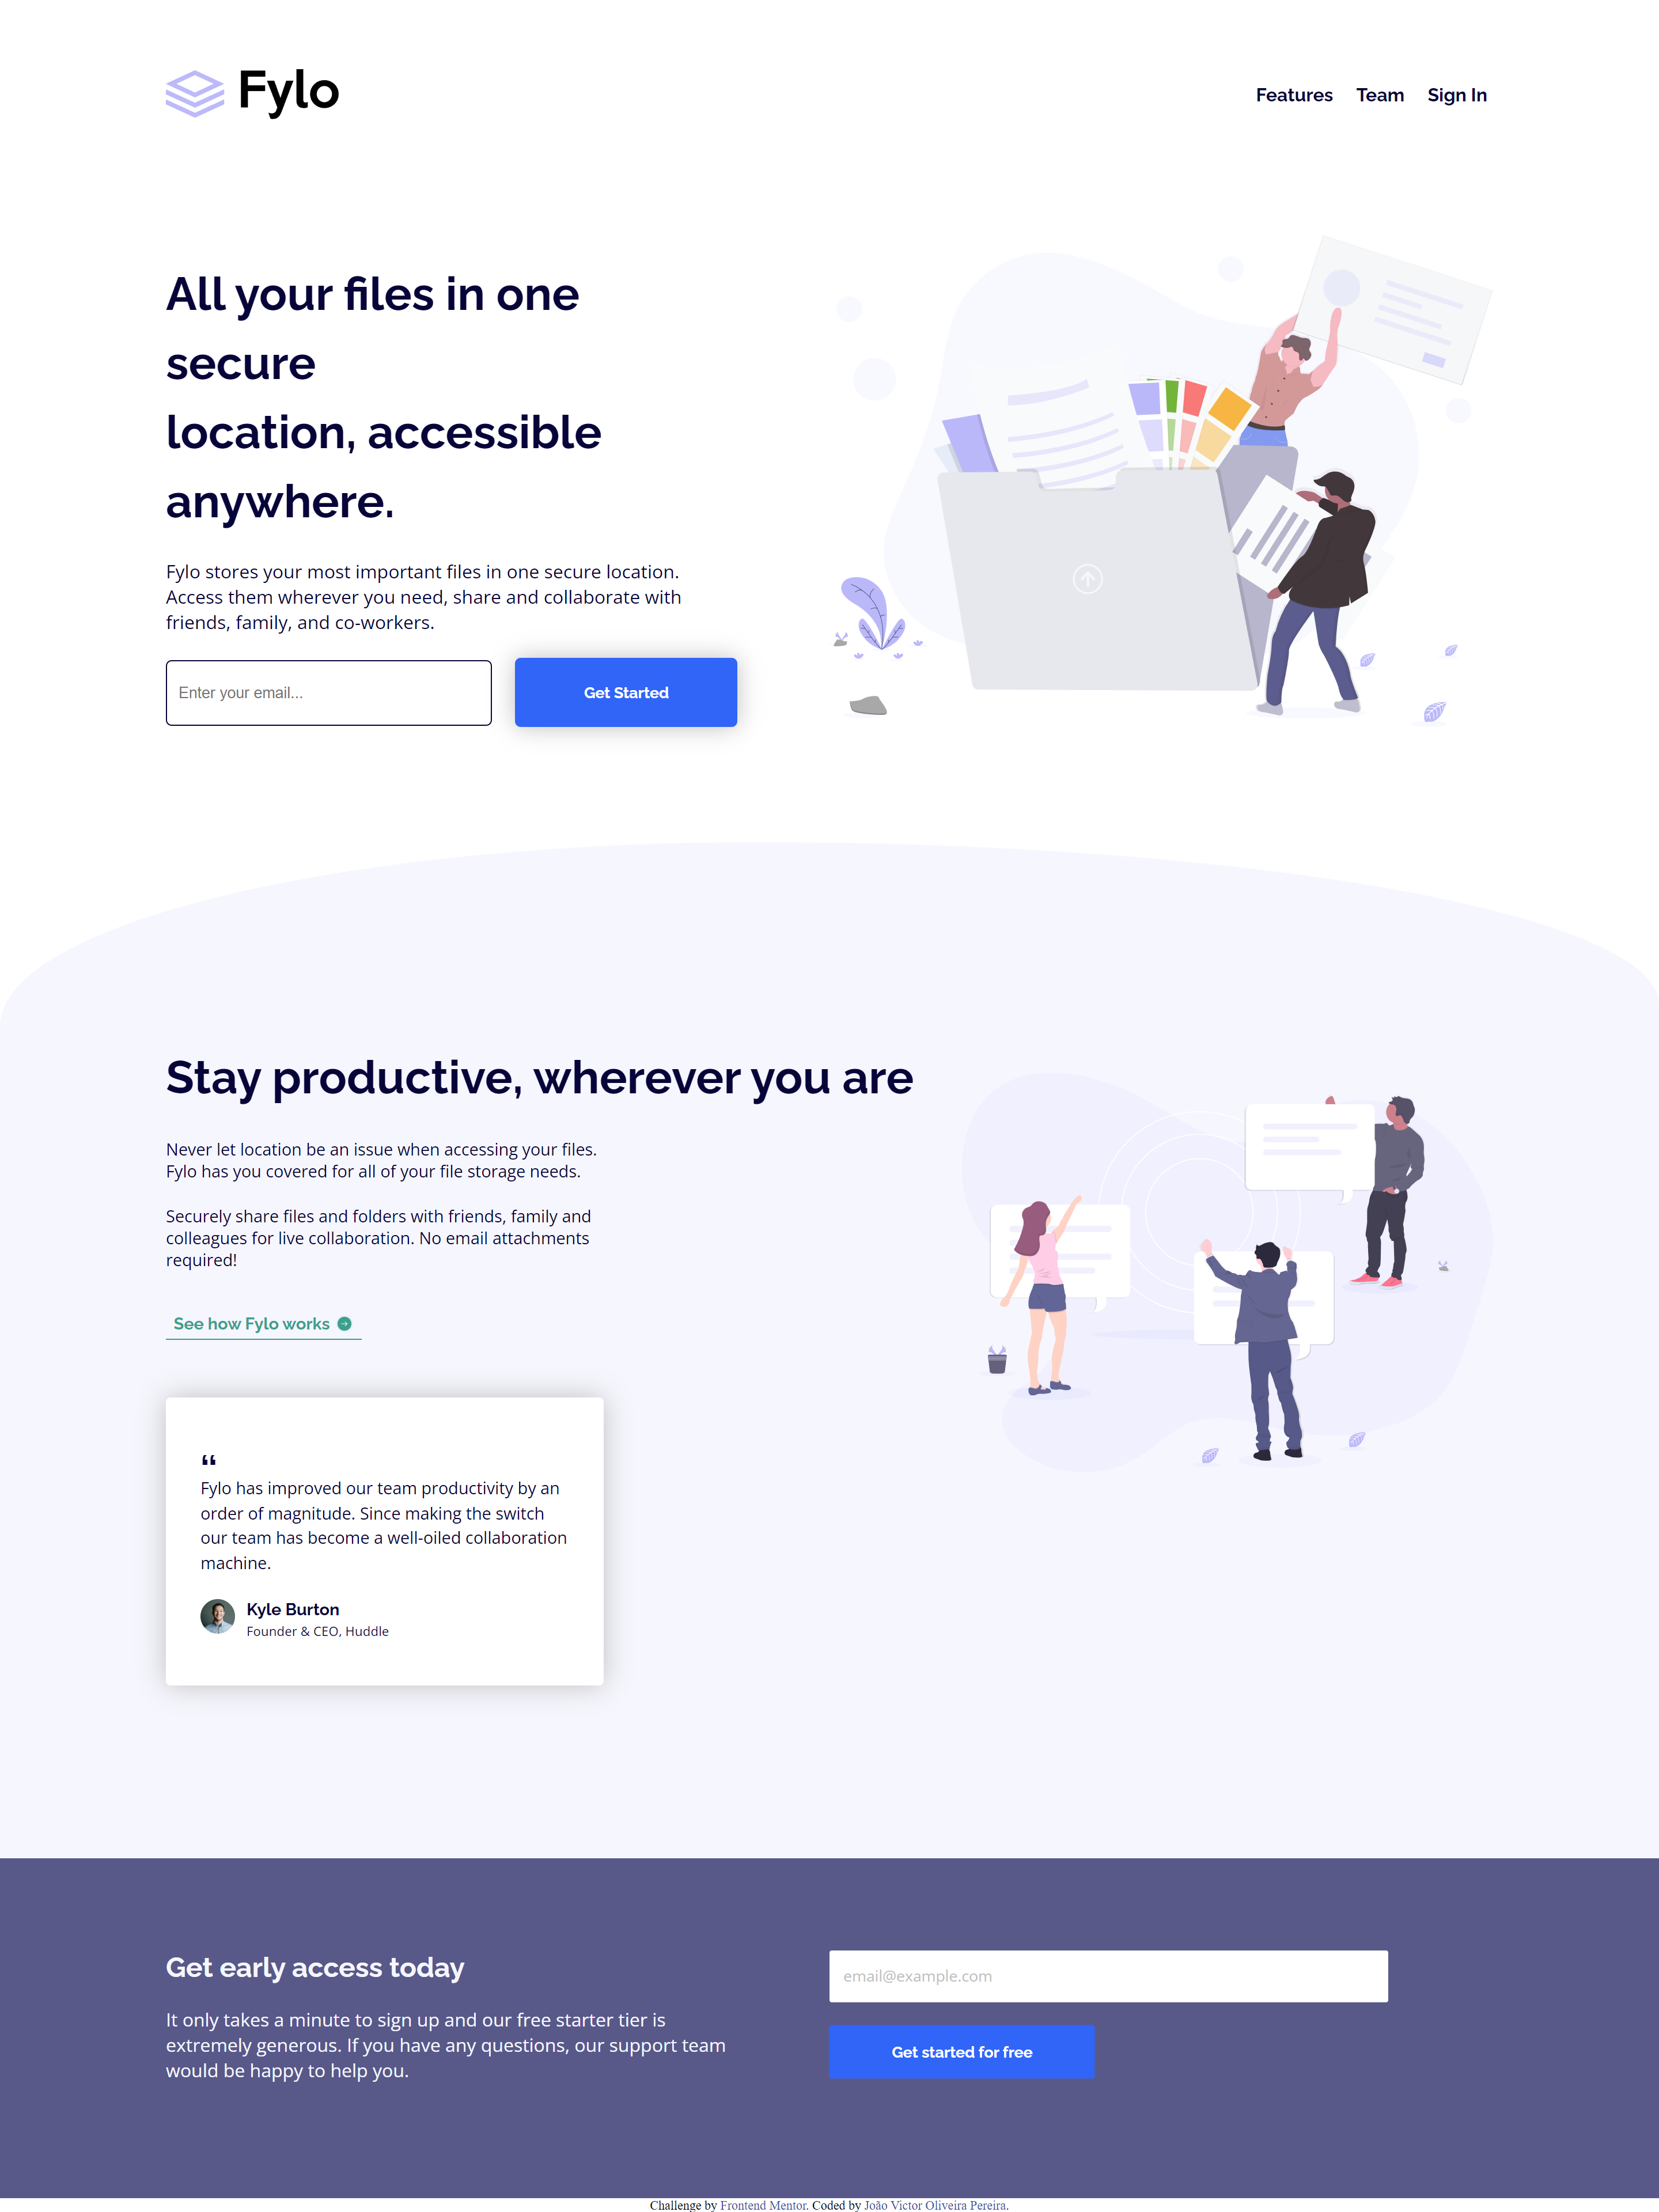 Fylo
Features Team Sign In
All your files in one
secure
location, accessible
anywhere.
Fylo stores your most important files in one secure location.
Access them wherever you need, share and collaborate with
friends, family, and co-workers.
Enter your email...
Get Started
Stay productive, wherever you are
Never let location be an issue when accessing your files.
Fylo has you covered for all of your file storage needs.
Securely share files and folders with friends, family and
colleagues for live collaboration. No email attachments
required!
See how Fylo works
“
Fylo has improved our team productivity by an
order of magnitude. Since making the switch
our team has become a well-oiled collaboration
machine.
Kyle Burton
Founder & CEO, Huddle
Get early access today
It only takes a minute to sign up and our free starter tier is
extremely generous. If you have any questions, our support team
would be happy to help you.
email@example.com
Get started for free
Challenge by Frontend Mentor. Coded by João Victor Oliveira Pereira.